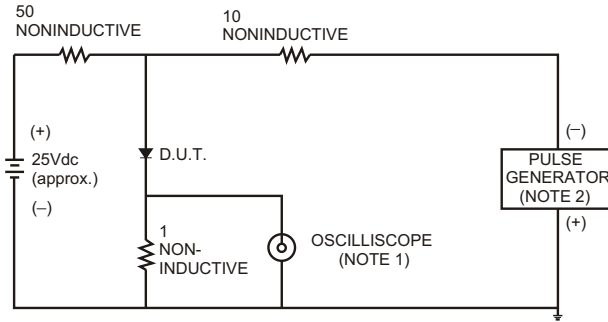 50
NONINDUCTIVE
10
NONINDUCTIVE
(+)
25Vdc
(approx.)
(–)
D.U.T.
1
NON-
INDUCTIVE
OSCILLISCOPE
(NOTE 1)
(–)
PULSE
GENERATOR
(NOTE 2)
(+)